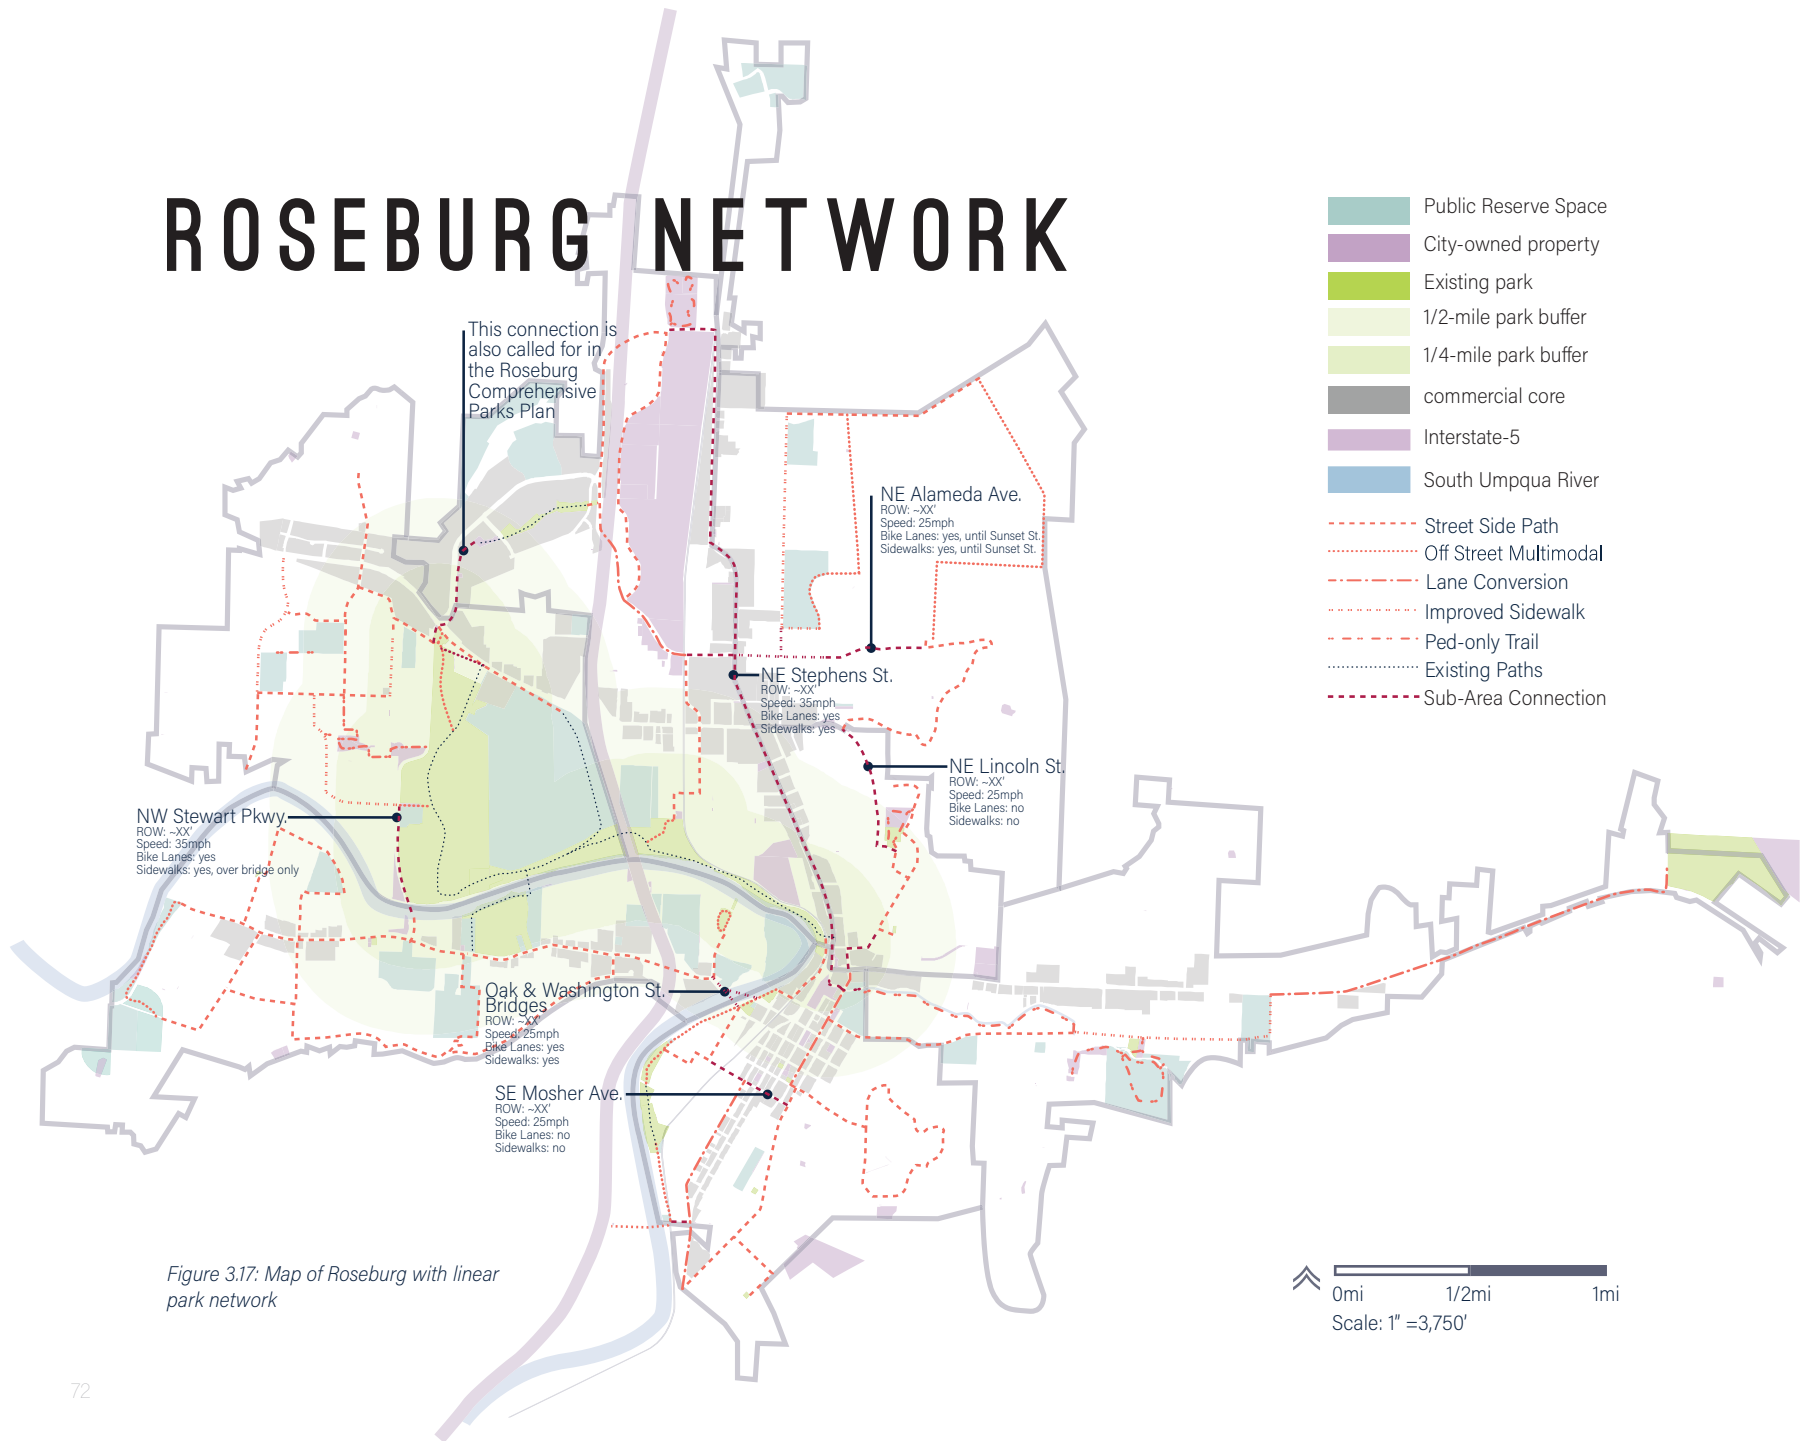 ROSEBURG NETWORK
This connection is
also called for in
the Roseburg
Comprehensive
Parks Plan
NE Alameda Ave.
ROW: ~XX'
Speed: 25mph
Bike Lanes: yes, until Sunset St.
Sidewalks: yes, until Sunset St.
NE Stephens St.
ROW: ~XX'
Speed: 35mph
Bike Lanes: yes
Sidewalks: yes
NE Lincoln St.
ROW: ~XX'
Speed: 25mph
Bike Lanes: no
Sidewalks: no
NW Stewart Pkwy.
ROW: ~XX'
Speed: 35mph
Bike Lanes: yes
Sidewalks: yes, over bridge only
Oak & Washington St.
Bridges
ROW: ~XX'
Speed: 25mph
Bike Lanes: yes
Sidewalks: yes
SE Mosher Ave.
ROW: ~XX'
Speed: 25mph
Bike Lanes: no
Sidewalks: no
Public Reserve Space
City-owned property
Existing park
1/2-mile park buffer
1/4-mile park buffer
commercial core
Interstate-5
South Umpqua River
Street Side Path
Off Street Multimodal
Lane Conversion
Improved Sidewalk
Ped-only Trail
Existing Paths
Sub-Area Connection
Figure 3.17: Map of Roseburg with linear
park network
0mi 1/2mi 1mi
Scale: 1" =3,750'
72